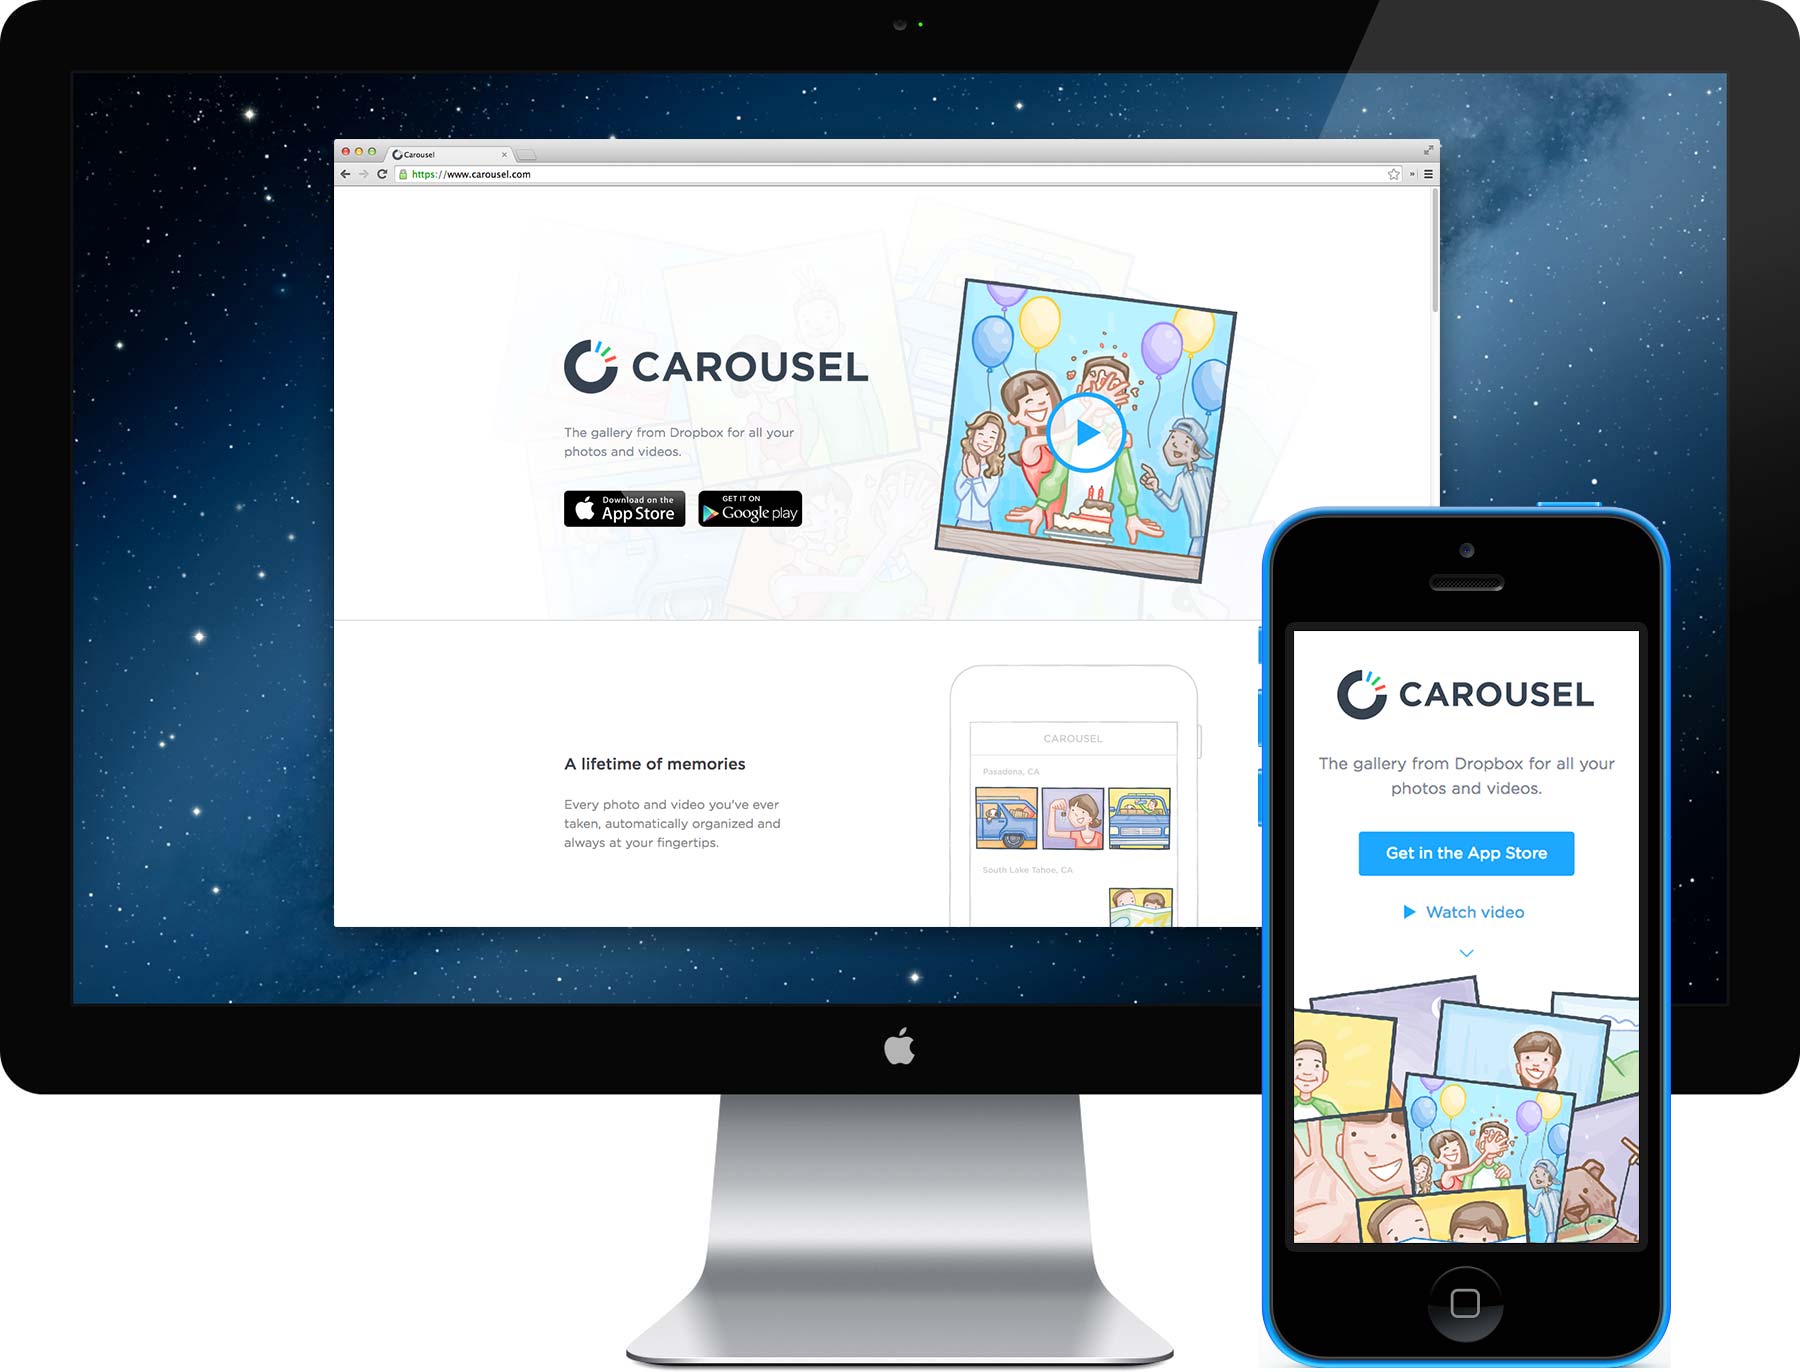 Carousel
https://www.carousel.com
CAROUSEL
The gallery from Dropbox for all your
photos and videos.
Download on the
App Store
GET IT ON
Google play
A lifetime of memories
Every photo and video you've ever
taken, automatically organized and
always at your fingertips.
CAROUSEL
Pasadena, CA
South Lake Tahoe, CA
CAROUSEL
The gallery from Dropbox for all your
photos and videos.
Get in the App Store
Watch video